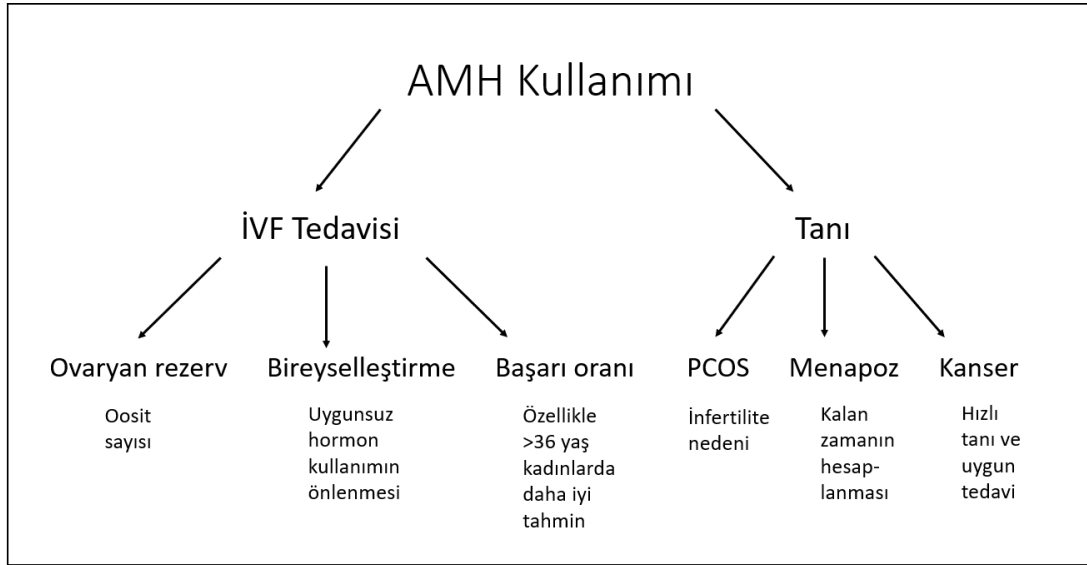 AMH Kullanımı
İVF Tedavisi
Tanı
Ovaryan rezerv
Oosit
sayısı
Bireyselleştirme
Uygunsuz
hormon
kullanımın
önlenmesi
Başarı oranı
Özellikle
>36 yaş
kadınlarda
daha iyi
tahmin
PCOS
İnfertilite
nedeni
Menapoz
Kalan
zamanın
hesap-
lanması
Kanser
Hızlı
tanı ve
uygun
tedavi